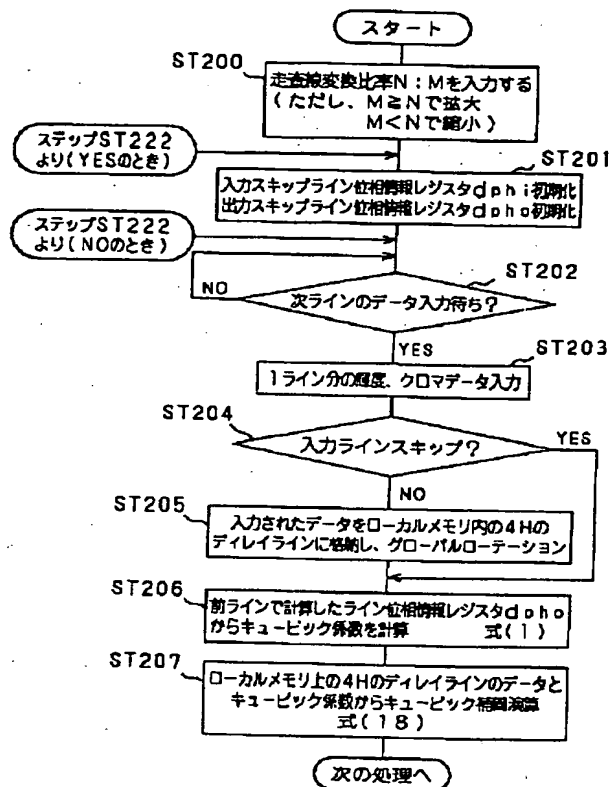 スタート
ST200
走査線変換比率N:Mを入力する
(ただし、M≧Nで拡大
M<Nで縮小)
ステップST222
より(YESのとき)
ST201
入力スキップライン位相情報レジスタdphi初期化
出力スキップライン位相情報レジスタdpho初期化
ステップST222
より(NOのとき)
ST202
NO
次ラインのデータ入力待ち?
YES
ST203
1ライン分の輝度、クロマデータ入力
ST204
入力ラインスキップ?
YES
NO
ST205
入力されたデータをローカルメモリ内の4Hの
ディレイラインに格納し、グローバルローテーション
ST206
前ラインで計算したライン位相情報レジスタdpho
からキュービック係数を計算 式(1)
ST207
ローカルメモリ上の4Hのディレイラインのデータと
キュービック係数からキュービック補間演算
式(18)
次の処理へ